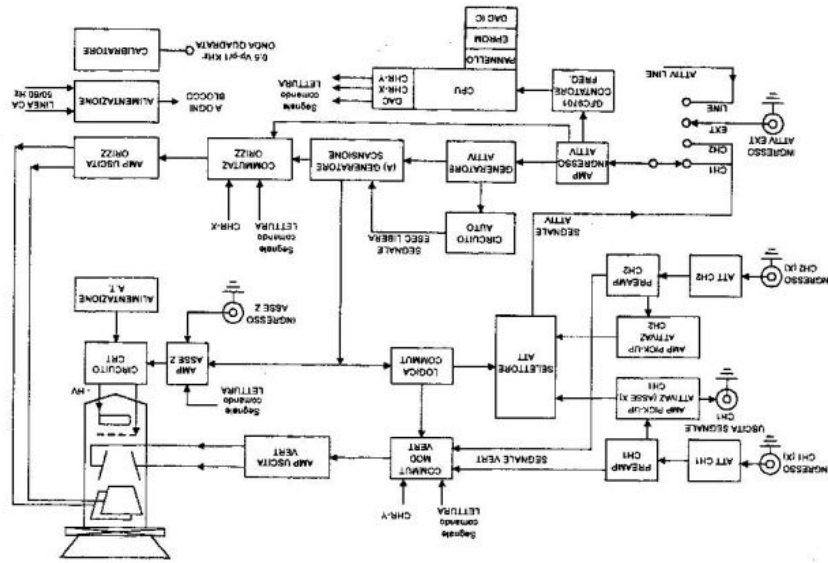 Segnale
comando
LETTURA
CHR-Y
INGRESSO
CH1 (X)
ATT CH1
PREAMP
CH1
SEGNALE VERT
COMMUT
MOD
VERT
AMP USCITA
VERT
USCITA SEGNALE
CH1
AMP PICK-UP
ATTIVAZ (ASSE X)
CH1
SELETTORE
ATT
LOGICA
COMMUT
Segnale
comando
LETTURA
AMP
ASSE Z
CIRCUITO
CRT
- HV
AMP PICK-UP
ATTIVAZ
CH2
INGRESSO
CH2 (X)
ATT CH2
PREAMP
CH2
INGRESSO
ASSE Z
ALIMENTAZIONE
A.T.
SEGNALE
ATTIV
CIRCUITO
AUTO
SEGNALE
ESEC LIBERA
Segnale
comando
LETTURA
CHR-X
CH1
CH2
EXT
LINE
INGRESSO
ATTIV EXT
ATTIV LINE
AMP
INGRESSO
ATTIV
GENERATORE
ATTIV
(A) GENERATORE
SCANSIONE
COMMUTAZ
ORIZZ
AMP USCITA
ORIZZ
GFC9701
CONTATORE
FREQ.
CPU
DAC
CHR-X
CHR-Y
Segnale
comando
LETTURA
PANNELLO
EPROM
DAC IC
A OGNI
BLOCCO
ALIMENTAZIONE
LINEA CA
50/60 Hz
0.5 Vp-p/1 KHz
ONDA QUADRATA
CALIBRATORE